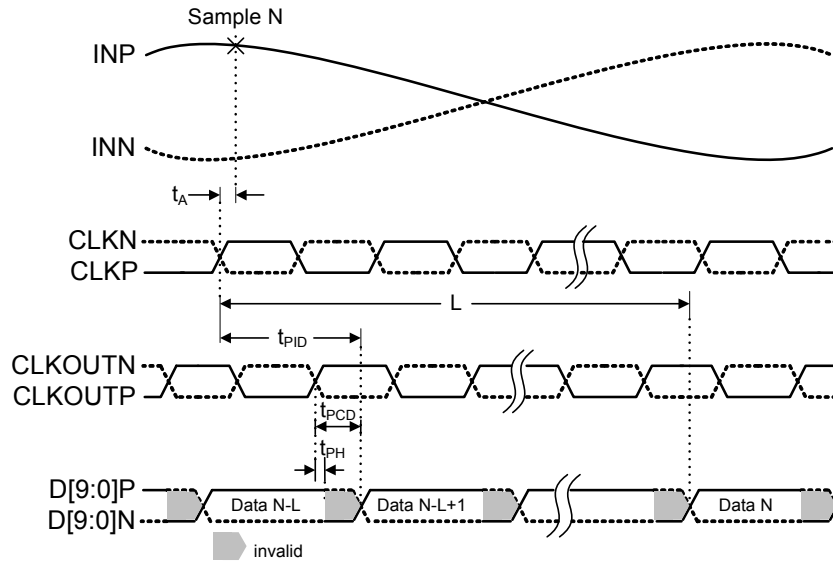 Sample N
INP
INN
tA
CLKN
CLKP
L
tPID
CLKOUTN
CLKOUTP
tPCD
tPH
D[9:0]P
D[9:0]N
Data N-L
Data N-L+1
Data N
invalid